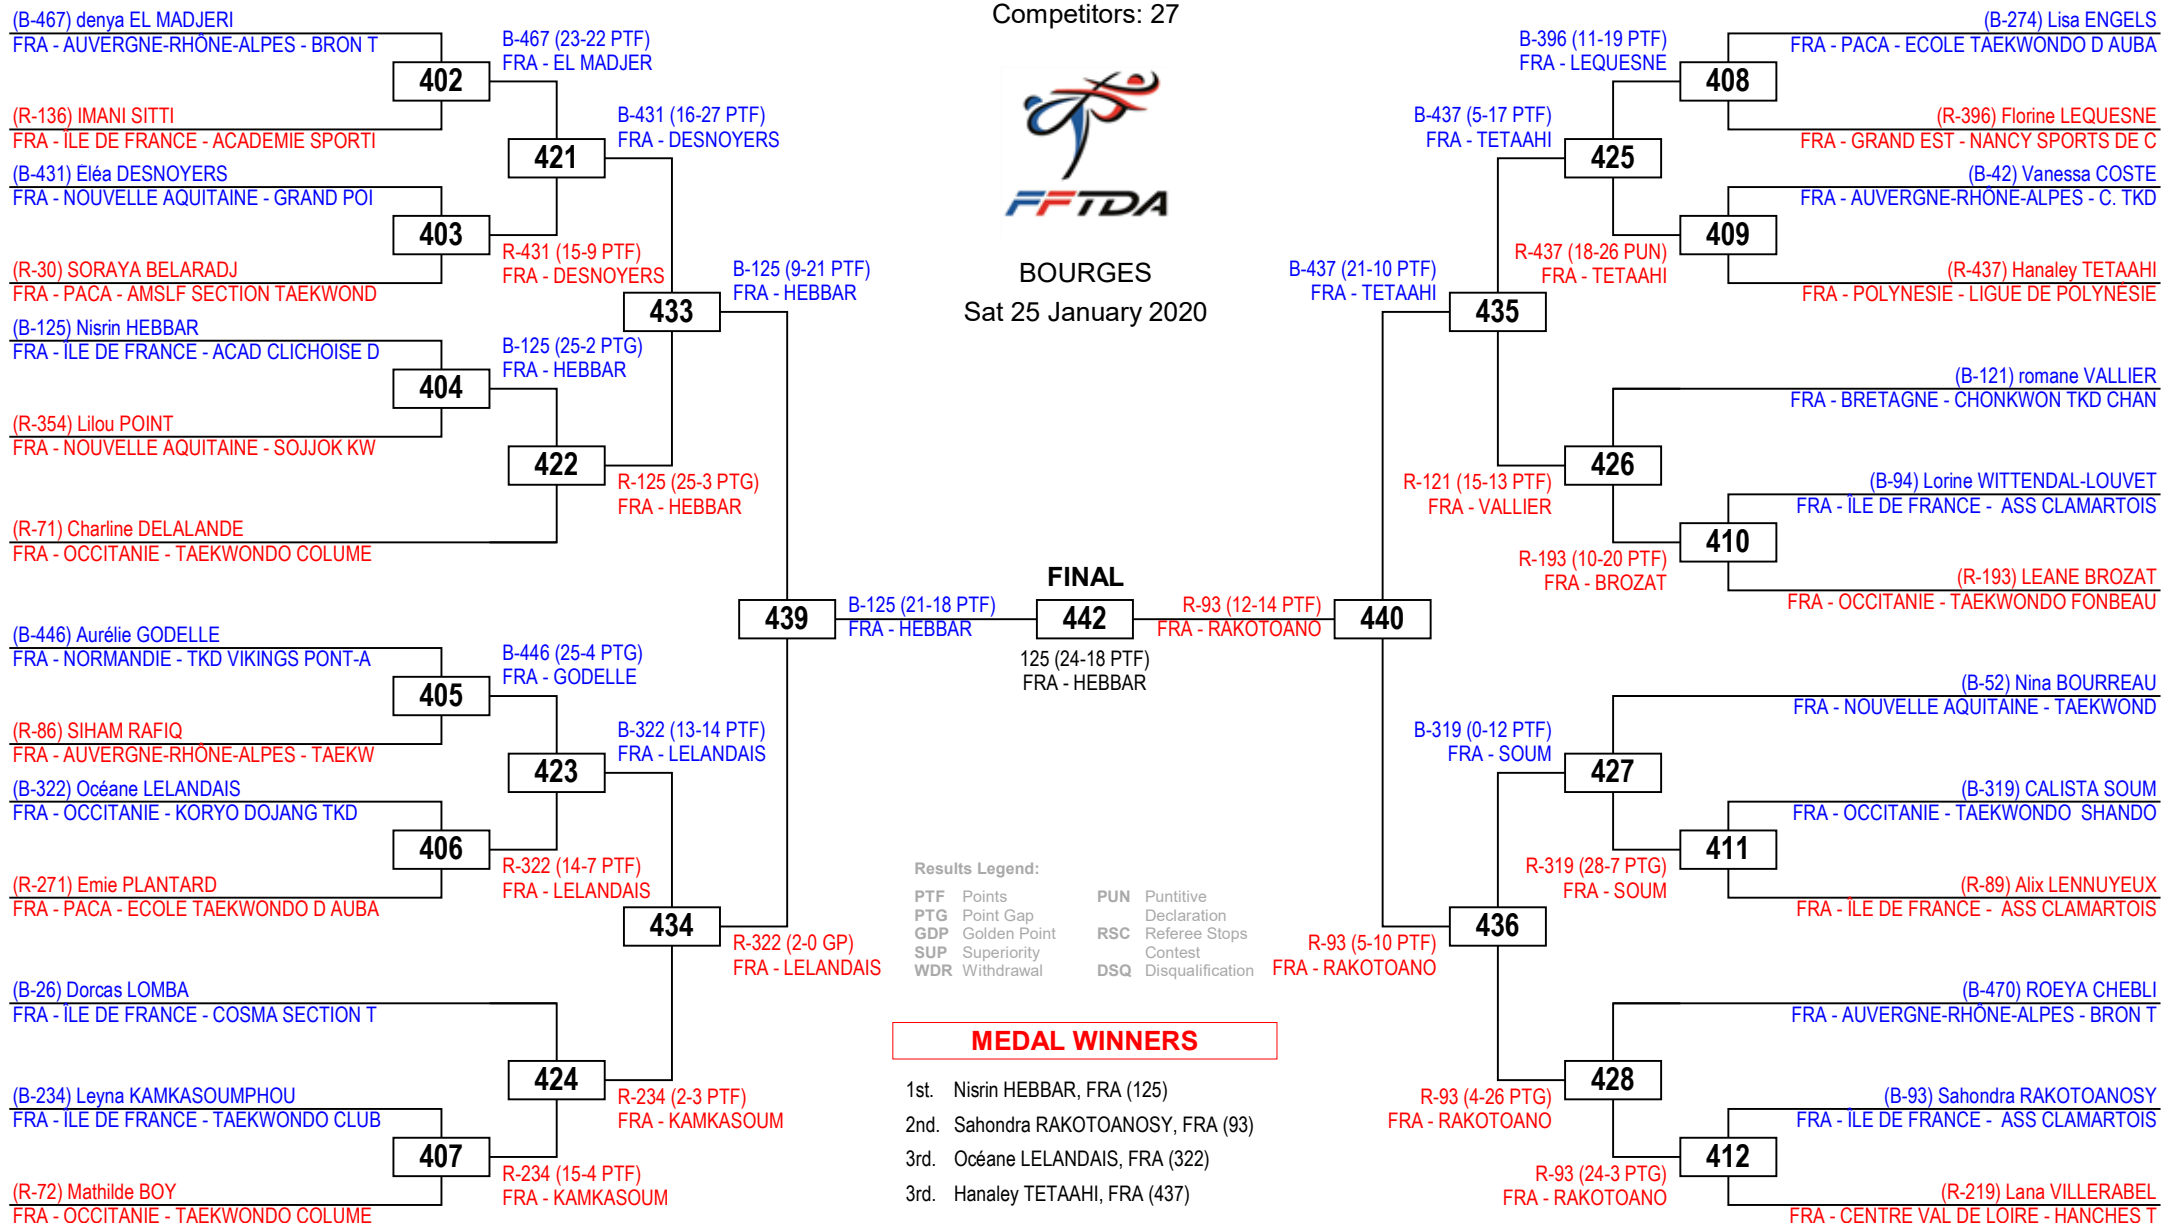 Competitors: 27
FFTDA
BOURGES
Sat 25 January 2020
(B-467) denya EL MADJERI
FRA - AUVERGNE-RHÔNE-ALPES - BRON T
402
(R-136) IMANI SITTI
FRA - ÎLE DE FRANCE - ACADEMIE SPORTI
(B-431) Éléa DESNOYERS
FRA - NOUVELLE AQUITAINE - GRAND POI
403
(R-30) SORAYA BELARADJ
FRA - PACA - AMSLF SECTION TAEKWOND
(B-125) Nisrin HEBBAR
FRA - ÎLE DE FRANCE - ACAD CLICHOISE D
404
(R-354) Lilou POINT
FRA - NOUVELLE AQUITAINE - SOJJOK KW
(R-71) Charline DELALANDE
FRA - OCCITANIE - TAEKWONDO COLUME
(B-446) Aurélie GODELLE
FRA - NORMANDIE - TKD VIKINGS PONT-A
405
(R-86) SIHAM RAFIQ
FRA - AUVERGNE-RHÔNE-ALPES - TAEKW
(B-322) Océane LELANDAIS
FRA - OCCITANIE - KORYO DOJANG TKD
406
(R-271) Emie PLANTARD
FRA - PACA - ECOLE TAEKWONDO D AUBA
(B-26) Dorcas LOMBA
FRA - ÎLE DE FRANCE - COSMA SECTION T
(B-234) Leyna KAMKASOUMPHOU
FRA - ÎLE DE FRANCE - TAEKWONDO CLUB
407
(R-72) Mathilde BOY
FRA - OCCITANIE - TAEKWONDO COLUME
B-467 (23-22 PTF)
FRA - EL MADJER
421
R-431 (15-9 PTF)
FRA - DESNOYERS
B-125 (25-2 PTG)
FRA - HEBBAR
422
B-446 (25-4 PTG)
FRA - GODELLE
423
R-322 (14-7 PTF)
FRA - LELANDAIS
424
R-234 (15-4 PTF)
FRA - KAMKASOUM
B-431 (16-27 PTF)
FRA - DESNOYERS
433
R-125 (25-3 PTG)
FRA - HEBBAR
B-322 (13-14 PTF)
FRA - LELANDAIS
434
R-234 (2-3 PTF)
FRA - KAMKASOUM
B-125 (9-21 PTF)
FRA - HEBBAR
439
R-322 (2-0 GP)
FRA - LELANDAIS
B-125 (21-18 PTF)
FRA - HEBBAR
FINAL
442
125 (24-18 PTF)
FRA - HEBBAR
R-93 (12-14 PTF)
FRA - RAKOTOANO
440
B-437 (21-10 PTF)
FRA - TETAAHI
435
R-93 (5-10 PTF)
FRA - RAKOTOANO
436
B-437 (5-17 PTF)
FRA - TETAAHI
425
R-121 (15-13 PTF)
FRA - VALLIER
426
B-319 (0-12 PTF)
FRA - SOUM
427
R-93 (4-26 PTG)
FRA - RAKOTOANO
428
B-396 (11-19 PTF)
FRA - LEQUESNE
R-437 (18-26 PUN)
FRA - TETAAHI
R-193 (10-20 PTF)
FRA - BROZAT
R-319 (28-7 PTG)
FRA - SOUM
R-93 (24-3 PTG)
FRA - RAKOTOANO
(B-274) Lisa ENGELS
FRA - PACA - ECOLE TAEKWONDO D AUBA
408
(R-396) Florine LEQUESNE
FRA - GRAND EST - NANCY SPORTS DE C
(B-42) Vanessa COSTE
FRA - AUVERGNE-RHÔNE-ALPES - C. TKD
409
(R-437) Hanaley TETAAHI
FRA - POLYNESIE - LIGUE DE POLYNÉSIE
(B-121) romane VALLIER
FRA - BRETAGNE - CHONKWON TKD CHAN
(B-94) Lorine WITTENDAL-LOUVET
FRA - ÎLE DE FRANCE - ASS CLAMARTOIS
410
(R-193) LEANE BROZAT
FRA - OCCITANIE - TAEKWONDO FONBEAU
(B-52) Nina BOURREAU
FRA - NOUVELLE AQUITAINE - TAEKWOND
(B-319) CALISTA SOUM
FRA - OCCITANIE - TAEKWONDO SHANDO
411
(R-89) Alix LENNUYEUX
FRA - ÎLE DE FRANCE - ASS CLAMARTOIS
(B-470) ROEYA CHEBLI
FRA - AUVERGNE-RHÔNE-ALPES - BRON T
(B-93) Sahondra RAKOTOANOSY
FRA - ÎLE DE FRANCE - ASS CLAMARTOIS
412
(R-219) Lana VILLERABEL
FRA - CENTRE VAL DE LOIRE - HANCHES T
Results Legend:
PTF Points
PTG Point Gap
GDP Golden Point
SUP Superiority
WDR Withdrawal
PUN Puntitive
Declaration
RSC Referee Stops
Contest
DSQ Disqualification
MEDAL WINNERS
1st. Nisrin HEBBAR, FRA (125)
2nd. Sahondra RAKOTOANOSY, FRA (93)
3rd. Océane LELANDAIS, FRA (322)
3rd. Hanaley TETAAHI, FRA (437)